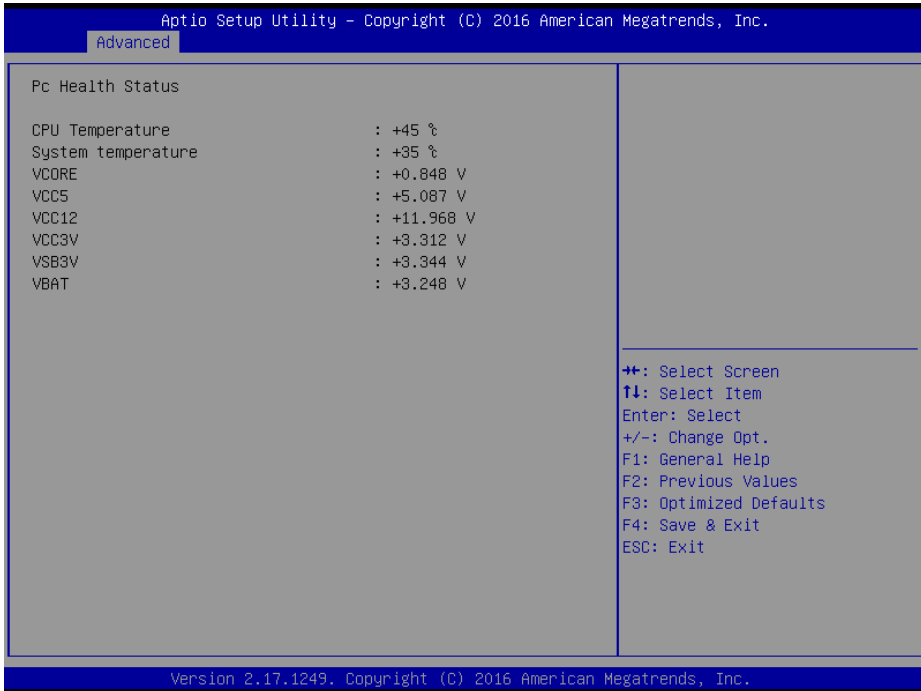 Aptio Setup Utility – Copyright (C) 2016 American Megatrends, Inc.
Advanced
Pc Health Status
CPU Temperature : +45 ℃
System temperature : +35 ℃
VCORE : +0.848 V
VCC5 : +5.087 V
VCC12 : +11.968 V
VCC3V : +3.312 V
VSB3V : +3.344 V
VBAT : +3.248 V
→←: Select Screen
↑↓: Select Item
Enter: Select
+/-: Change Opt.
F1: General Help
F2: Previous Values
F3: Optimized Defaults
F4: Save & Exit
ESC: Exit
Version 2.17.1249. Copyright (C) 2016 American Megatrends, Inc.